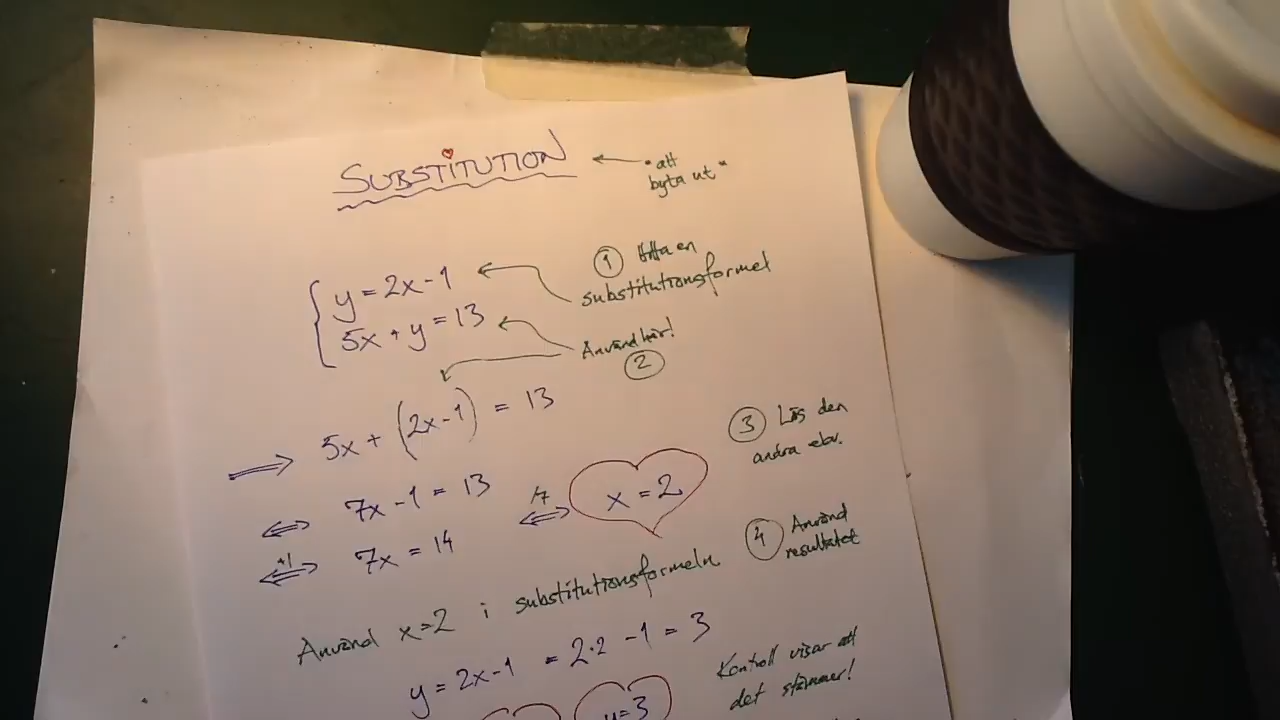 SUBSTITUTION
"att
byta ut"
① Hitta en
substitutionsformel
y = 2x - 1
5x + y = 13
Använd här!
②
5x + (2x - 1) = 13
③ Lös den
andra ekv.
7x - 1 = 13
/7
x = 2
+1
7x = 14
④ Använd
resultatet
Använd x = 2 i substitutionsformeln
y = 2x - 1 = 2·2 - 1 = 3
Kontroll visar att
det stämmer!
y = 3